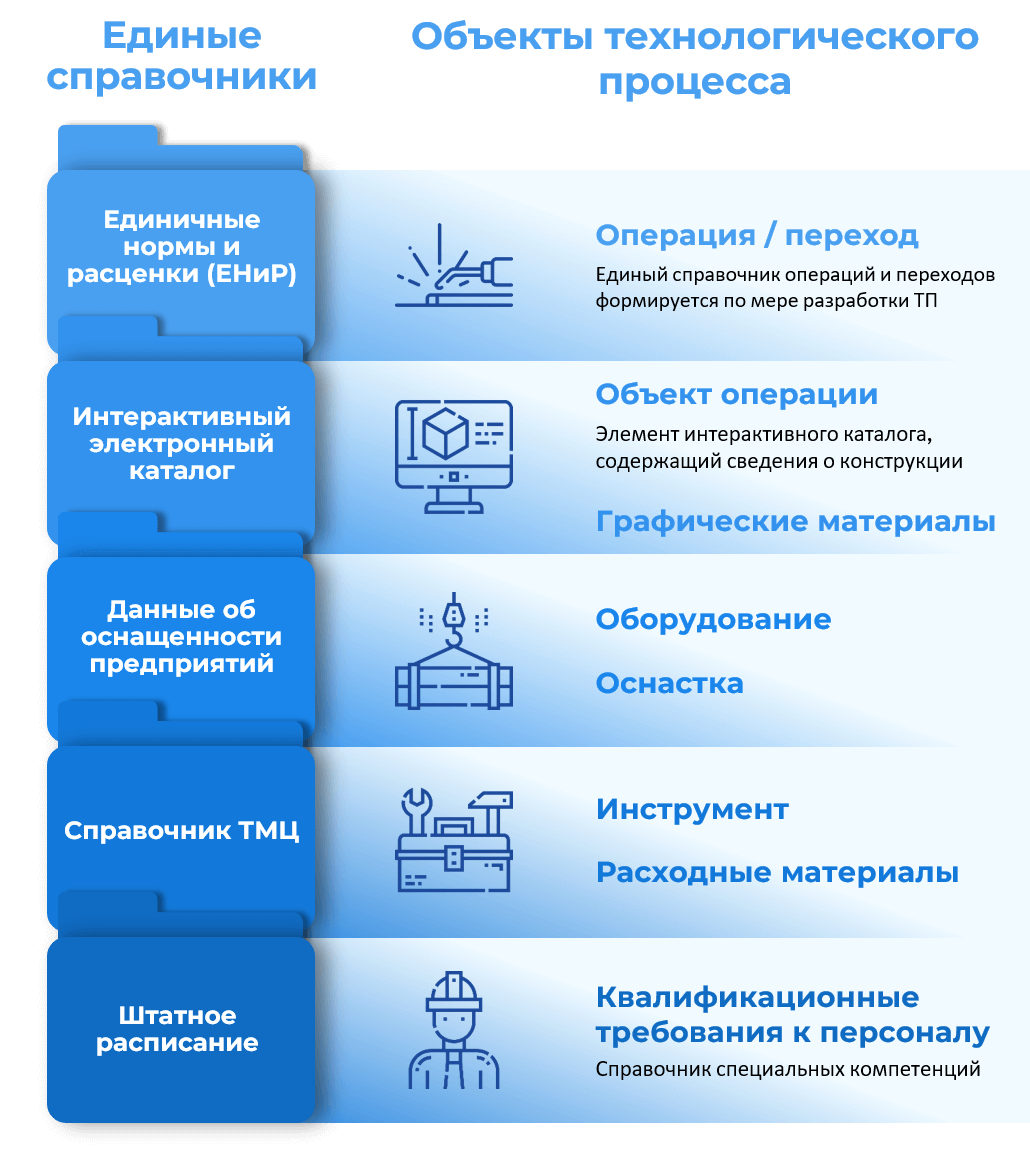 Единые
справочники
Объекты технологического
процесса
Единичные
нормы и
расценки (ЕНиР)
Операция / переход
Единый справочник операций и переходов
формируется по мере разработки ТП
Интерактивный
электронный
каталог
Объект операции
Элемент интерактивного каталога,
содержащий сведения о конструкции
Графические материалы
Данные об
оснащенности
предприятий
Оборудование
Оснастка
Справочник ТМЦ
Инструмент
Расходные материалы
Штатное
расписание
Квалификационные
требования к персоналу
Справочник специальных компетенций